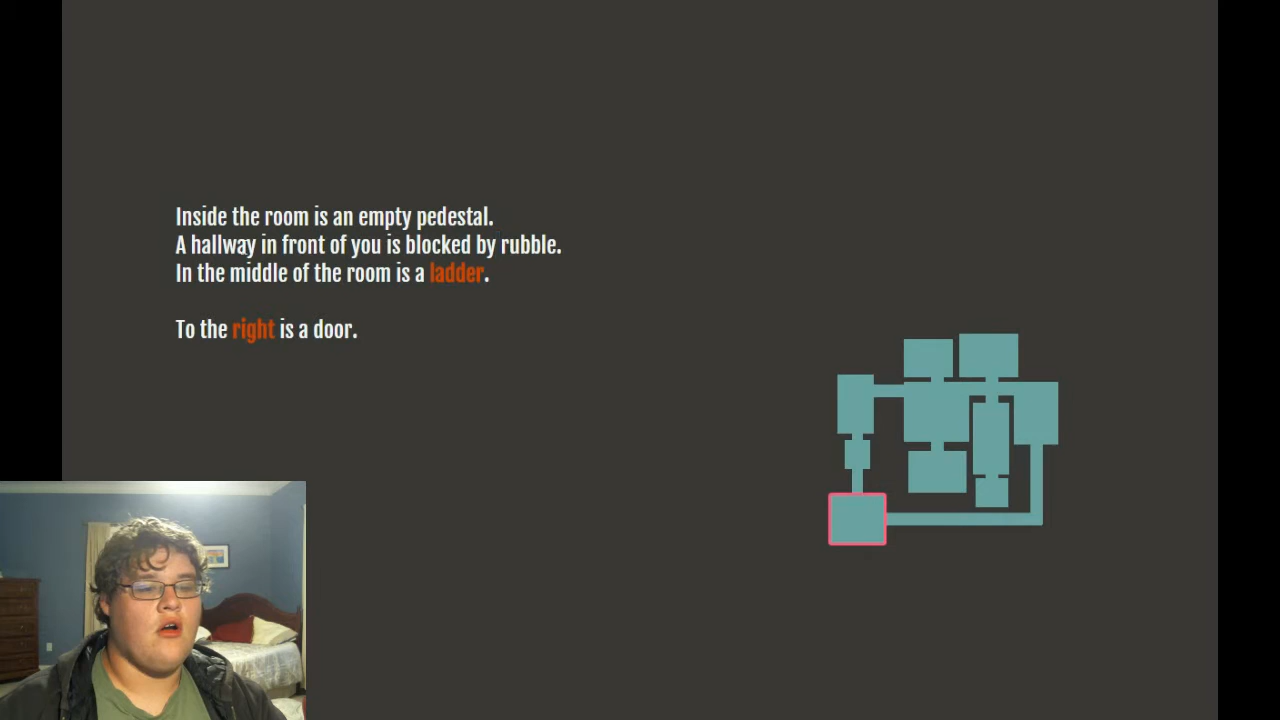 Inside the room is an empty pedestal.
A hallway in front of you is blocked by rubble.
In the middle of the room is a ladder.
To the right is a door.